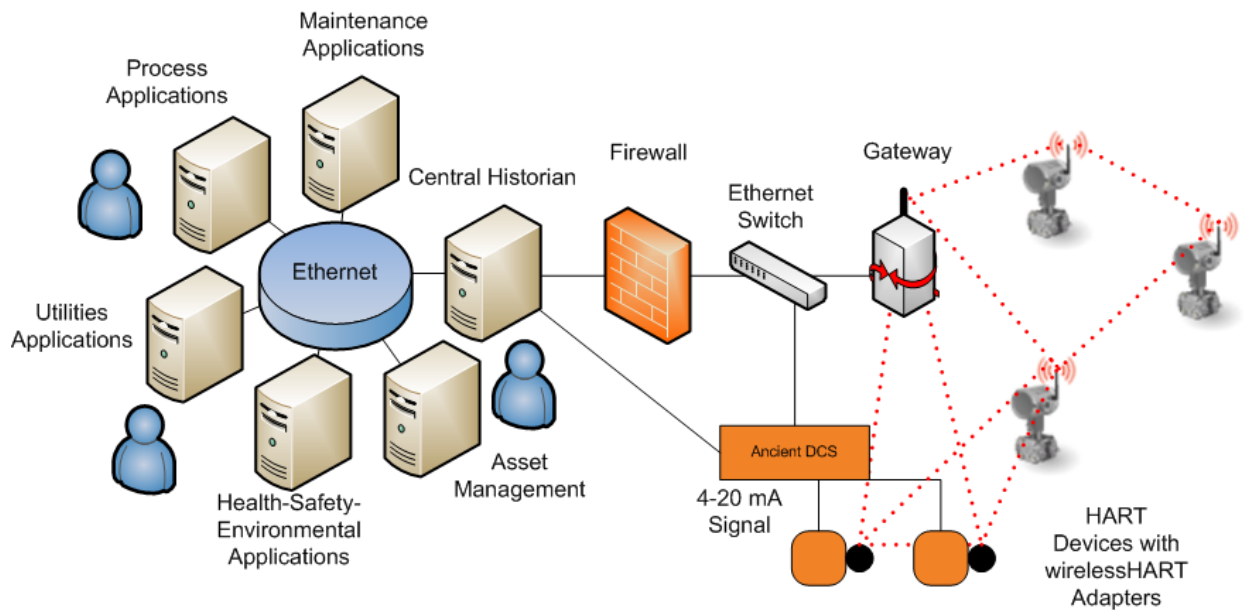 Maintenance
Applications
Process
Applications
Central Historian
Firewall
Gateway
Ethernet
Switch
Ethernet
Utilities
Applications
Ancient DCS
Asset
Management
4-20 mA
Signal
Health-Safety-
Environmental
Applications
HART
Devices with
wirelessHART
Adapters